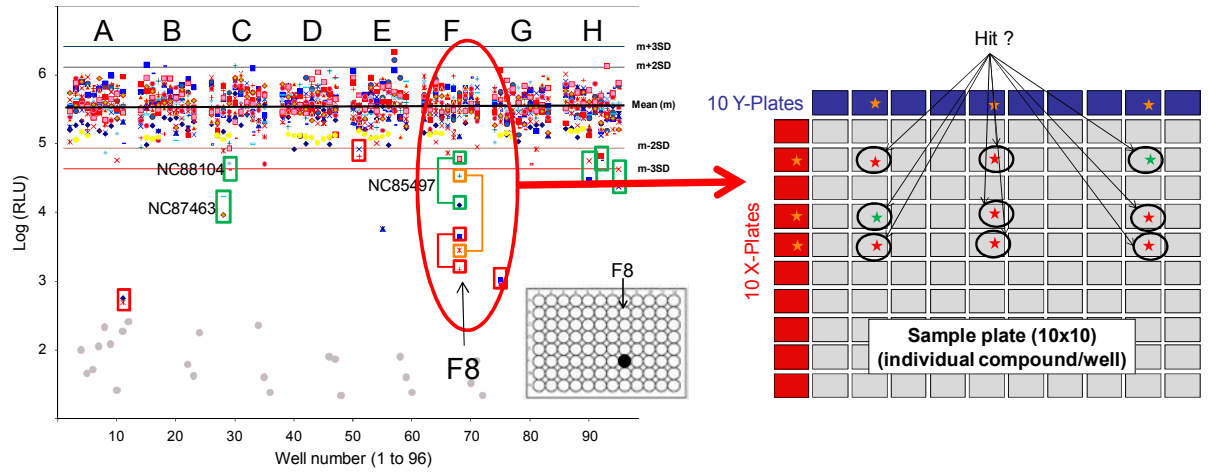 A B C D E F G H
m+3SD
6
m+2SD
Mean (m)
5
m-2SD
NC88104
m-3SD
NC85497
NC87463
4
Log (RLU)
3
F8
2
F8
10 20 30 40 50 60 70 80 90
Well number (1 to 96)
Hit ?
10 Y-Plates
10 X-Plates
Sample plate (10x10)
(individual compound/well)